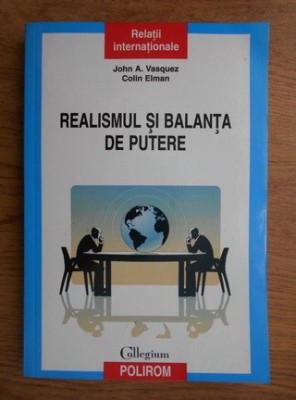 Relații
internaționale
John A. Vasquez
Colin Elman
REALISMUL ȘI BALANȚA
DE PUTERE
Collegium
POLIROM